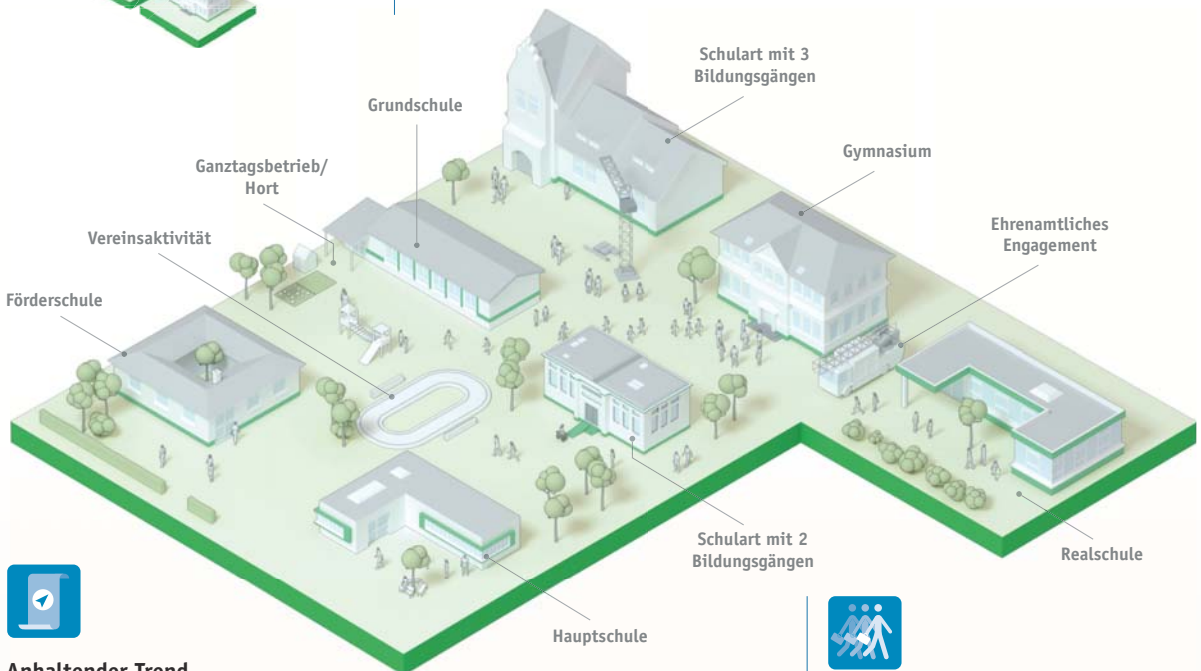 Schulart mit 3
Bildungsgängen
Grundschule
Gymnasium
Ganztagsbetrieb/
Hort
Ehrenamtliches
Engagement
Vereinsaktivität
Förderschule
Schulart mit 2
Bildungsgängen
Realschule
Hauptschule
Anhaltender Trend